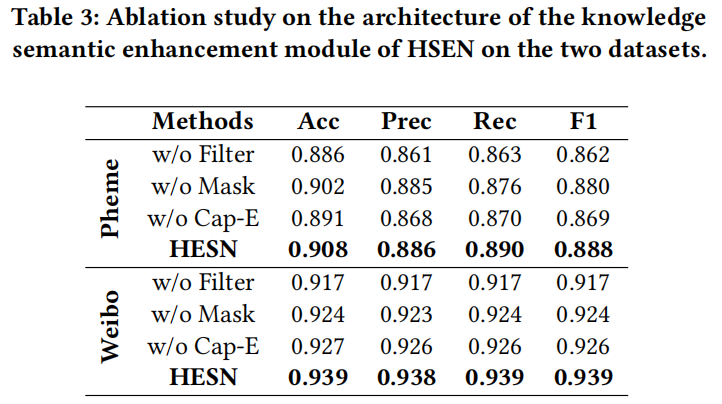 Table 3: Ablation study on the architecture of the knowledge
semantic enhancement module of HSEN on the two datasets.
Methods Acc Prec Rec F1
Pheme
w/o Filter 0.886 0.861 0.863 0.862
w/o Mask 0.902 0.885 0.876 0.880
w/o Cap-E 0.891 0.868 0.870 0.869
HESN 0.908 0.886 0.890 0.888
Weibo
w/o Filter 0.917 0.917 0.917 0.917
w/o Mask 0.924 0.923 0.924 0.924
w/o Cap-E 0.927 0.926 0.926 0.926
HESN 0.939 0.938 0.939 0.939